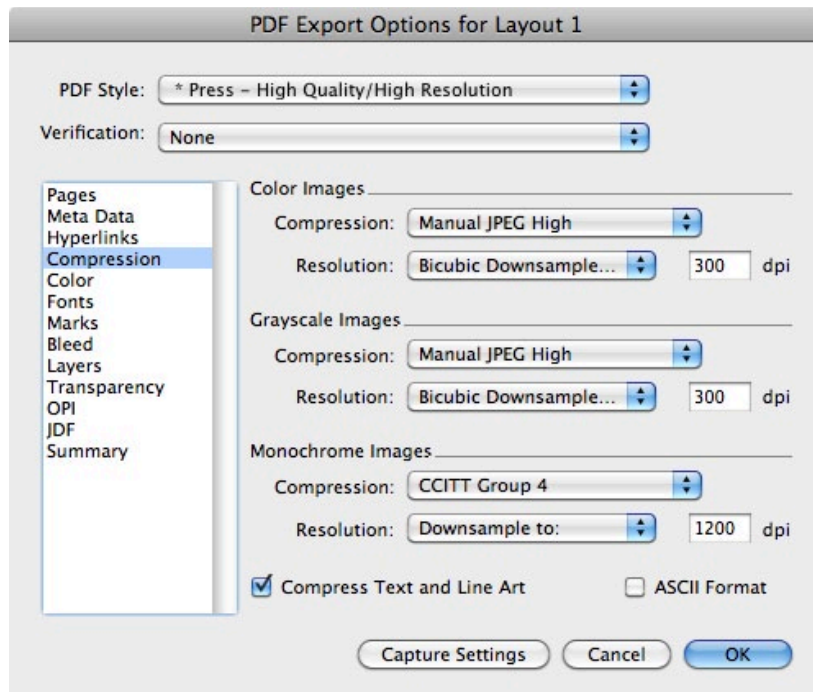 PDF Export Options for Layout 1
PDF Style: * Press – High Quality/High Resolution
Verification: None
Pages
Meta Data
Hyperlinks
Compression
Color
Fonts
Marks
Bleed
Layers
Transparency
OPI
JDF
Summary
Color Images
Compression: Manual JPEG High
Resolution: Bicubic Downsample... 300 dpi
Grayscale Images
Compression: Manual JPEG High
Resolution: Bicubic Downsample... 300 dpi
Monochrome Images
Compression: CCITT Group 4
Resolution: Downsample to: 1200 dpi
Compress Text and Line Art ASCII Format
Capture Settings Cancel OK